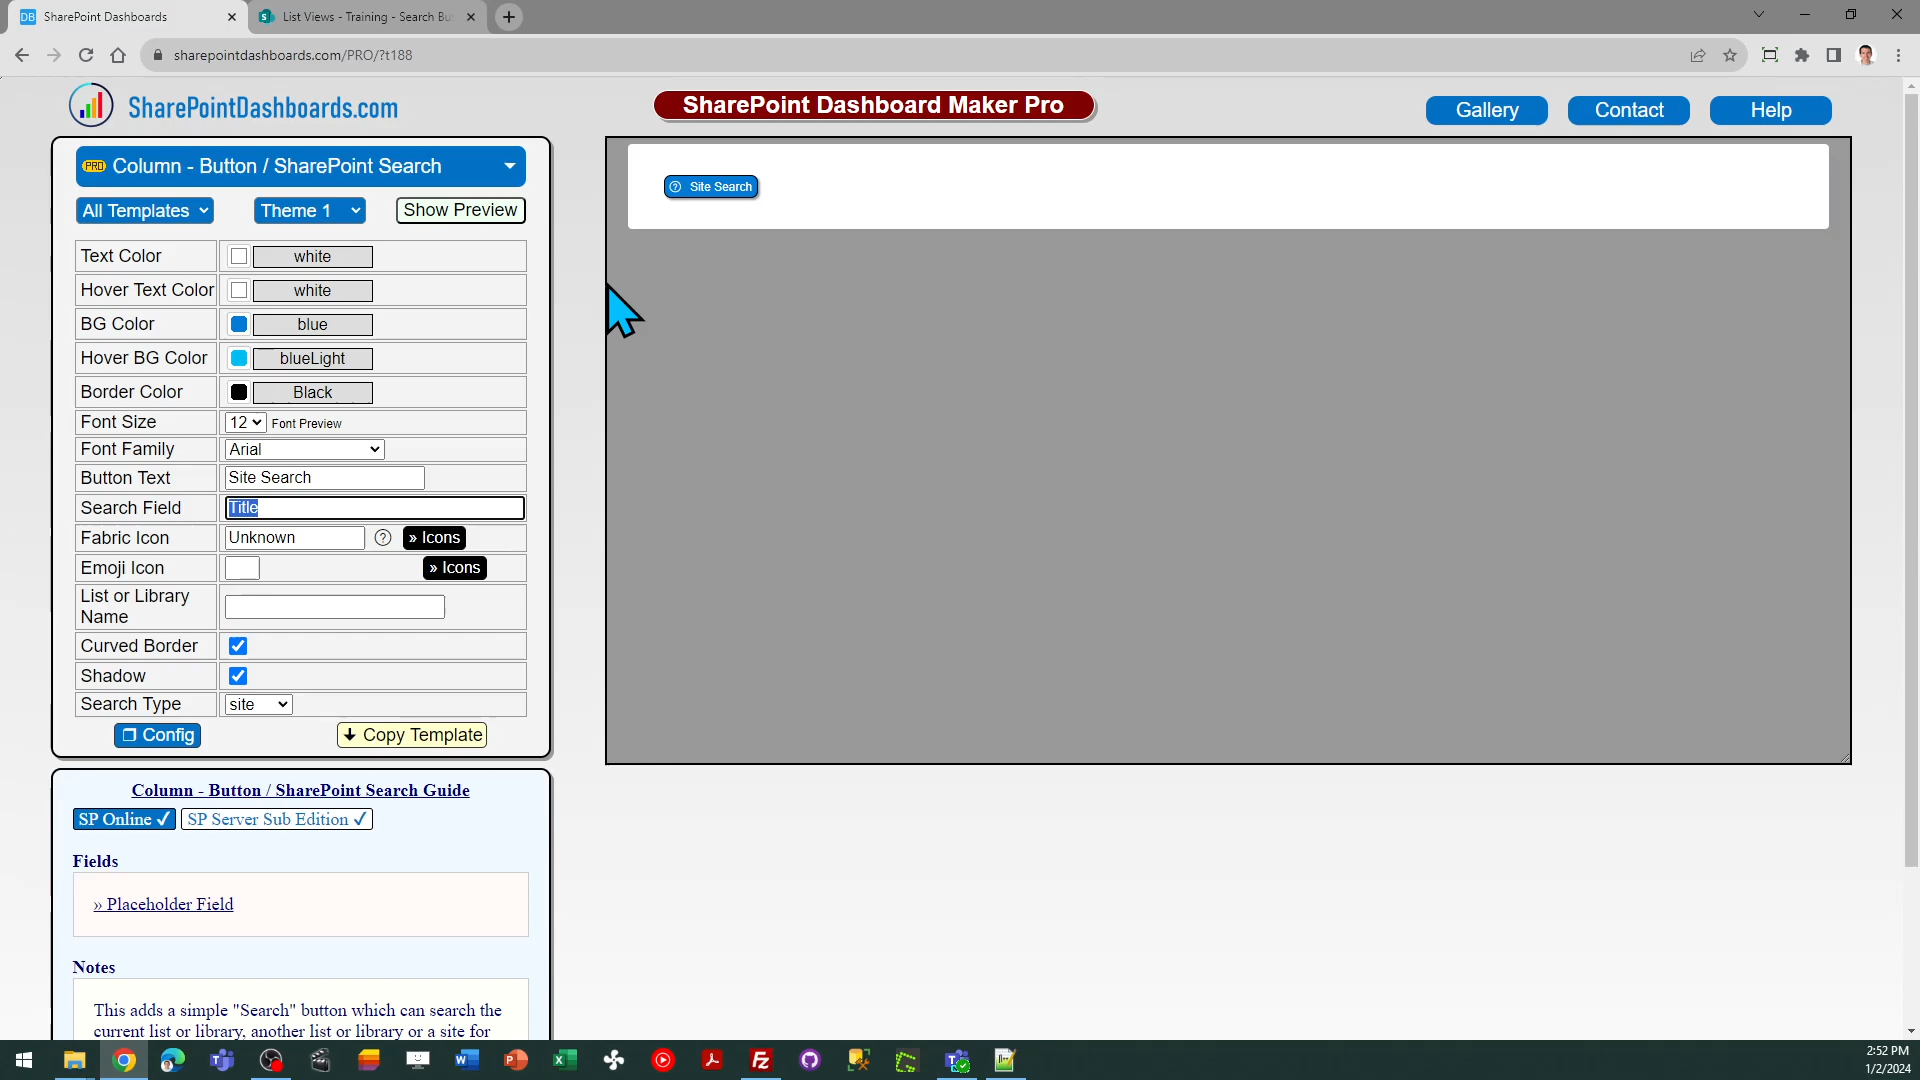 DB SharePoint Dashboards
S List Views - Training - Search Bu
sharepointdashboards.com/PRO/?t188
SharePointDashboards.com
SharePoint Dashboard Maker Pro
Gallery
Contact
Help
PRO Column - Button / SharePoint Search
All Templates
Theme 1
Show Preview
Site Search
Text Color
white
Hover Text Color
white
BG Color
blue
Hover BG Color
blueLight
Border Color
Black
Font Size
12 Font Preview
Font Family
Arial
Button Text
Site Search
Search Field
Title
Fabric Icon
Unknown
» Icons
Emoji Icon
» Icons
List or Library
Name
Curved Border
Shadow
Search Type
site
Config
Copy Template
Column - Button / SharePoint Search Guide
SP Online ✓
SP Server Sub Edition ✓
Fields
» Placeholder Field
Notes
This adds a simple "Search" button which can search the
current list or library, another list or library or a site for
2:52 PM
1/2/2024